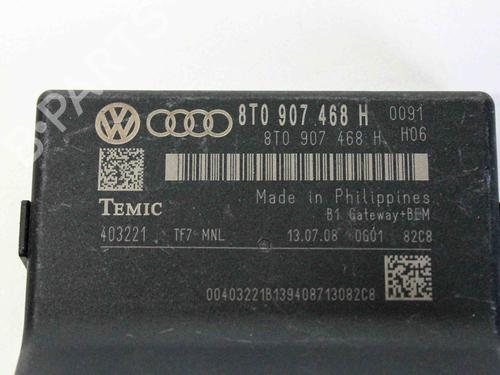 8T0 907 468 H 0091
8T0 907 468 H H06
Made in Philippines
TEMIC
B1 Gateway+BEM
403221 TF7 MNL 13.07.08 0G01 82C8
00403221B139408713082C8
B-PARTS